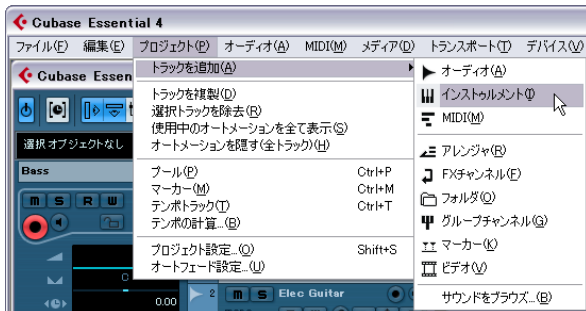 Cubase Essential 4
ファイル(F) 編集(E) プロジェクト(P) オーディオ(A) MIDI(M) メディア(D) トランスポート(T) デバイス(V)
Cubase Essen
選択オブジェクトなし
Bass
M S R W
C
0.00
トラックを追加(A)
トラックを複製(D)
選択トラックを除去(R)
使用中のオートメーションを全て表示(S)
オートメーションを隠す(全トラック)(H)
プール(P) Ctrl+P
マーカー(M) Ctrl+M
テンポトラック(T) Ctrl+T
テンポの計算...(B)
プロジェクト設定...(O) Shift+S
オートフェード設定...(U)
2 M S Elec Guitar
オーディオ(A)
インストゥルメント(I)
MIDI(M)
アレンジャ(R)
FXチャンネル(F)
フォルダ(O)
グループチャンネル(G)
マーカー(K)
ビデオ(V)
サウンドをブラウズ...(B)